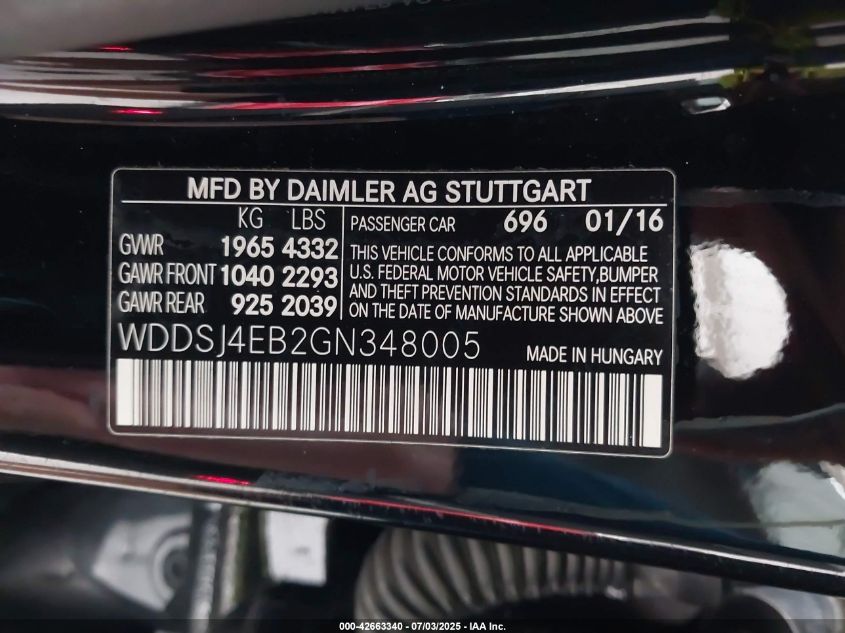 MFD BY DAIMLER AG STUTTGART
KG LBS
GVWR 1965 4332
GAWR FRONT 1040 2293
GAWR REAR 925 2039
PASSENGER CAR 696 01/16
THIS VEHICLE CONFORMS TO ALL APPLICABLE
U.S. FEDERAL MOTOR VEHICLE SAFETY,BUMPER
AND THEFT PREVENTION STANDARDS IN EFFECT
ON THE DATE OF MANUFACTURE SHOWN ABOVE
WDDSJ4EB2GN348005
MADE IN HUNGARY
000-42663340 - 07/03/2025 - IAA Inc.